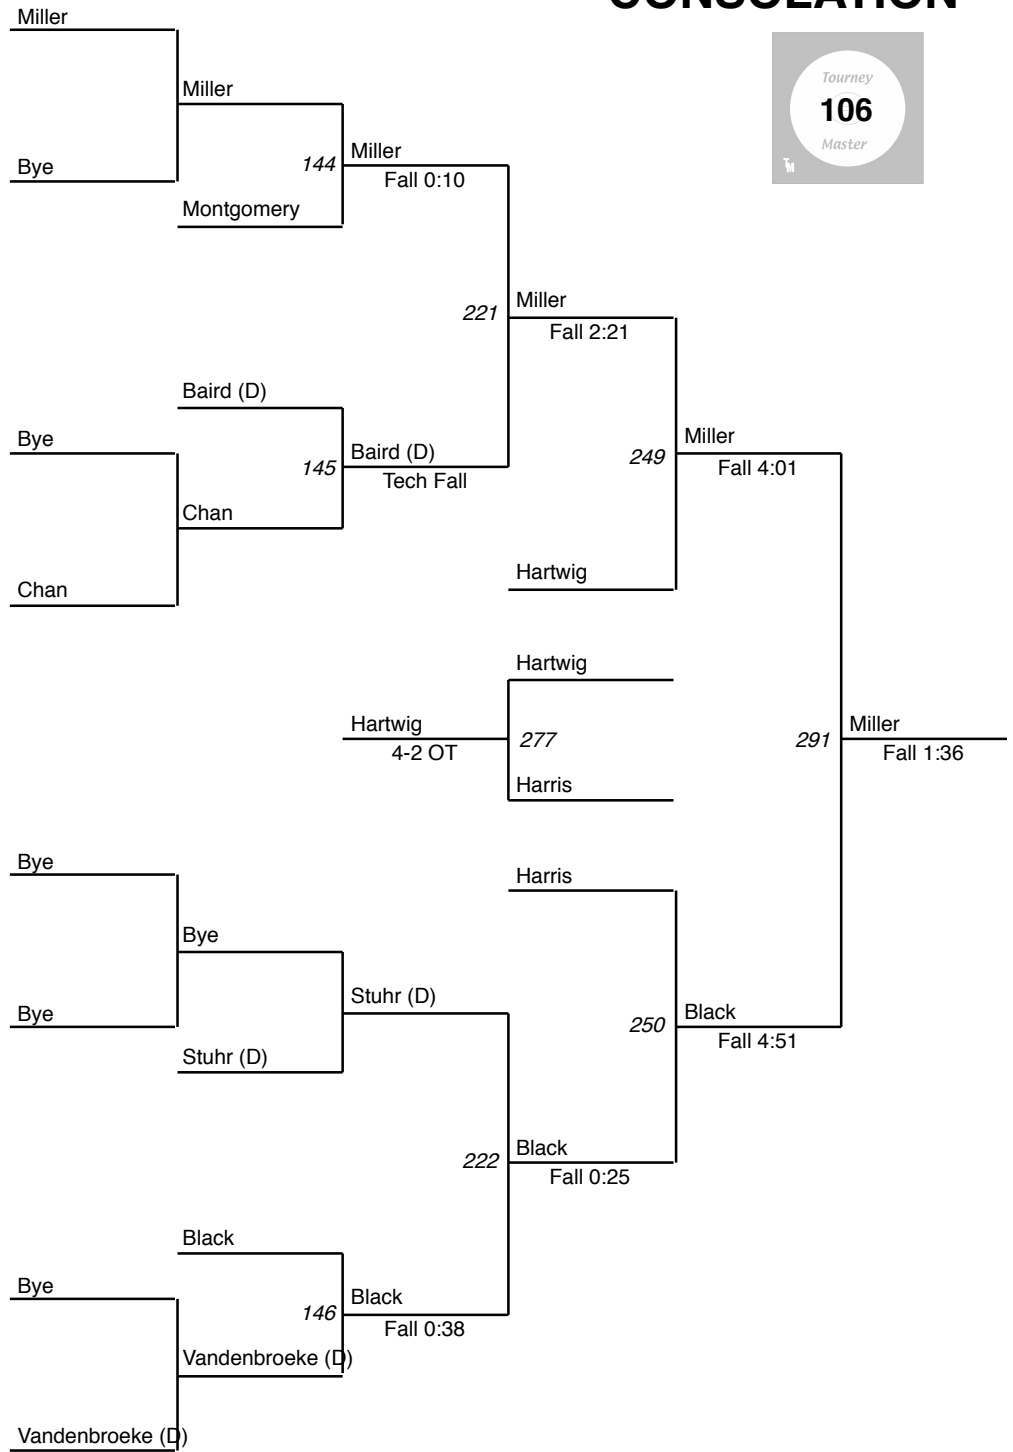 CONSOLATION
Miller
Tourney
106
Master
TM
Miller
144
Miller
Fall 0:10
Bye
Montgomery
221
Miller
Fall 2:21
Baird (D)
Bye
145
Baird (D)
Tech Fall
249
Miller
Fall 4:01
Chan
Chan
Hartwig
Hartwig
Hartwig
4-2 OT
277
291
Miller
Fall 1:36
Harris
Bye
Harris
Bye
Stuhr (D)
Bye
250
Black
Fall 4:51
Stuhr (D)
222
Black
Fall 0:25
Black
Bye
146
Black
Fall 0:38
Vandenbroeke (D)
Vandenbroeke (D)